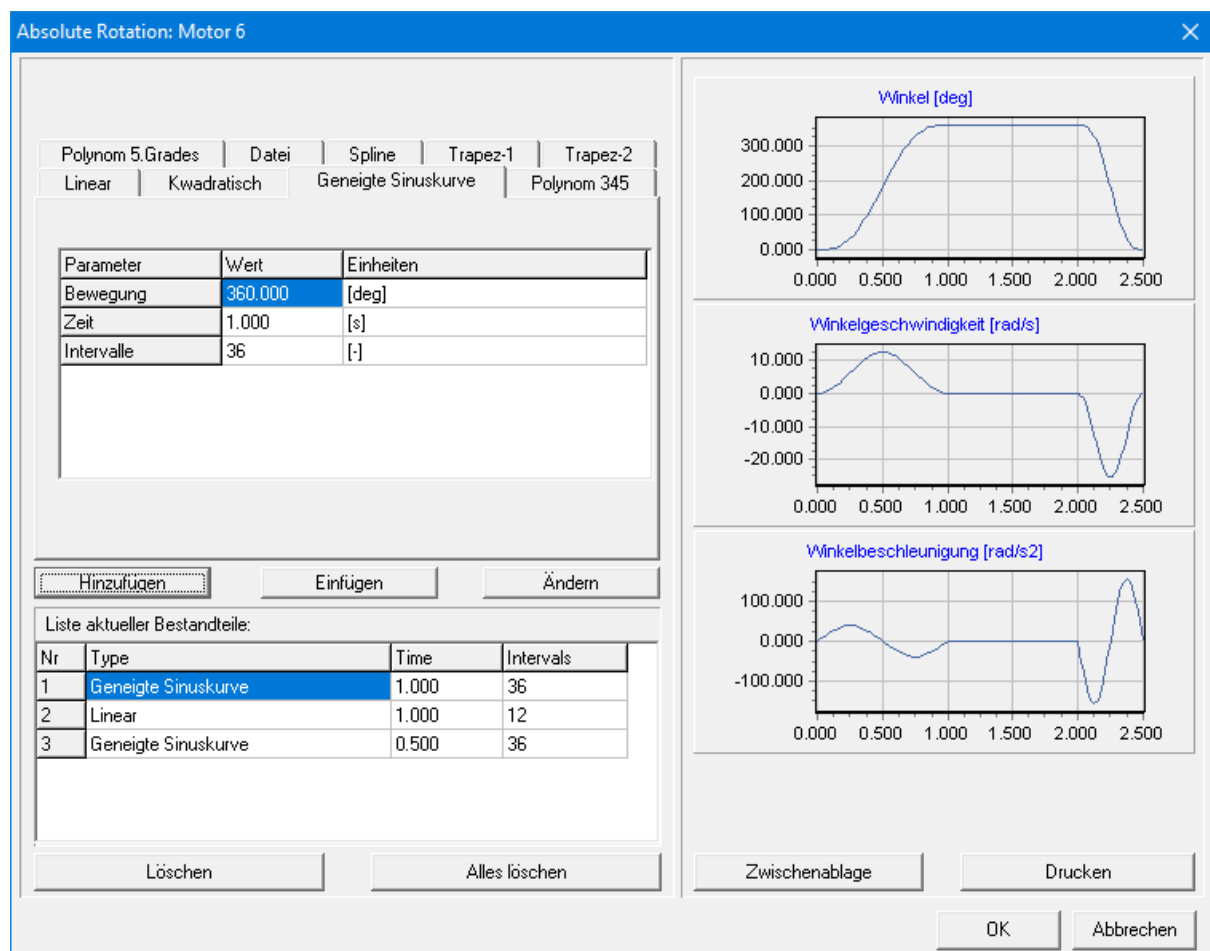 Absolute Rotation: Motor 6
Polynom 5.Grades Datei Spline Trapez-1 Trapez-2
Linear Kwadratisch Geneigte Sinuskurve Polynom 345
Parameter Wert Einheiten
Bewegung 360.000 [deg]
Zeit 1.000 [s]
Intervalle 36 [-]
Hinzufügen Einfügen Ändern
Liste aktueller Bestandteile:
Nr Type Time Intervals
1 Geneigte Sinuskurve 1.000 36
2 Linear 1.000 12
3 Geneigte Sinuskurve 0.500 36
Löschen Alles löschen
Winkel [deg]
300.000
200.000
100.000
0.000
0.000 0.500 1.000 1.500 2.000 2.500
Winkelgeschwindigkeit [rad/s]
10.000
0.000
-10.000
-20.000
0.000 0.500 1.000 1.500 2.000 2.500
Winkelbeschleunigung [rad/s2]
100.000
0.000
-100.000
0.000 0.500 1.000 1.500 2.000 2.500
Zwischenablage Drucken
OK Abbrechen